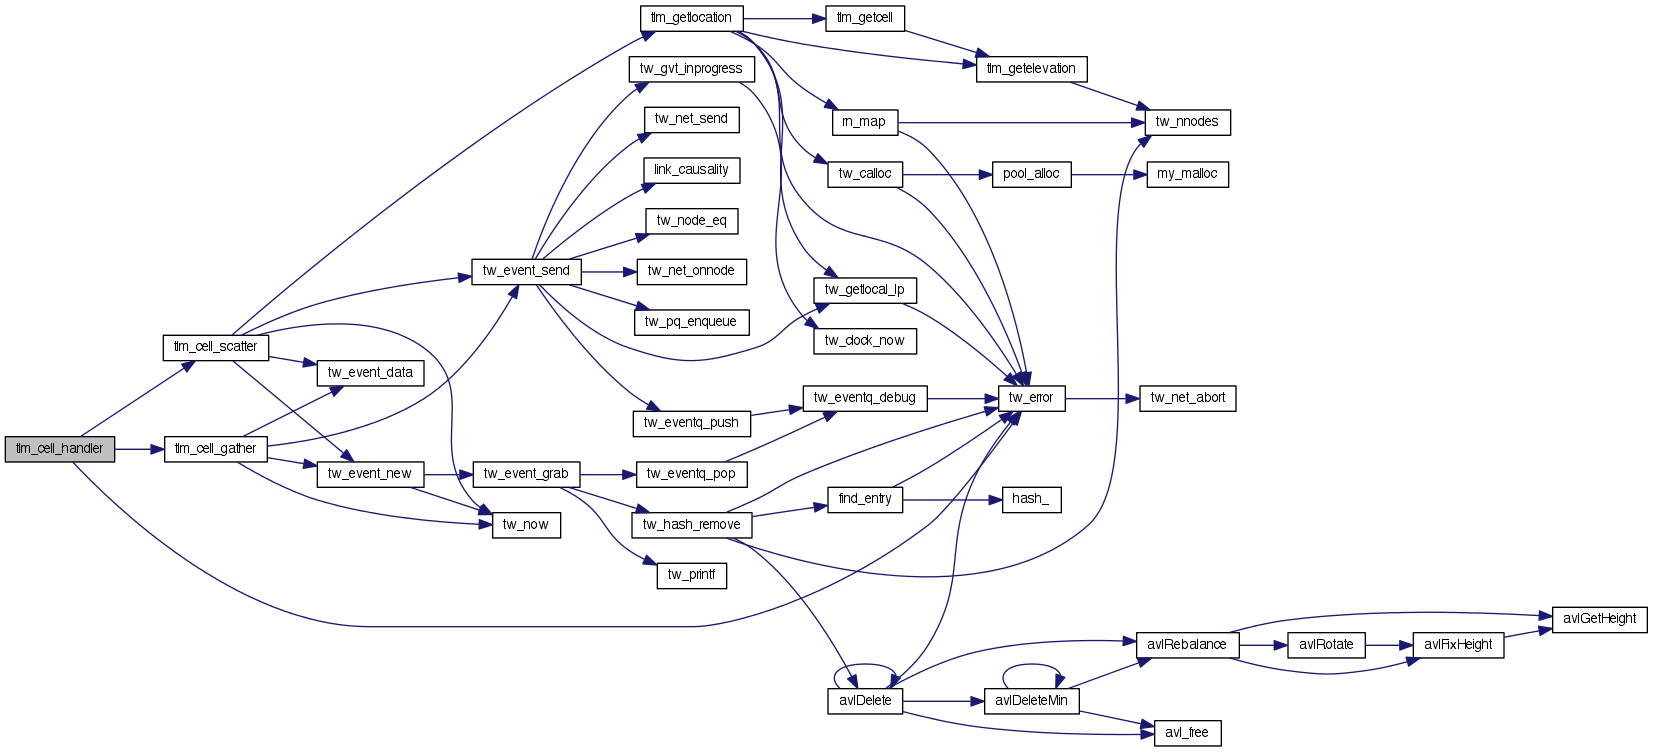 tlm_getlocation
tlm_getcell
tw_gvt_inprogress
tlm_getelevation
tw_net_send
rn_map
tw_nnodes
link_causality
tw_calloc
pool_alloc
my_malloc
tw_node_eq
tw_event_send
tw_net_onnode
tw_getlocal_lp
tw_pq_enqueue
tw_clock_now
tlm_cell_scatter
tw_event_data
tw_eventq_debug
tw_error
tw_net_abort
tw_eventq_push
tlm_cell_handler
tlm_cell_gather
tw_event_new
tw_event_grab
tw_eventq_pop
find_entry
hash_
tw_now
tw_hash_remove
tw_printf
avlGetHeight
avlRebalance
avlRotate
avlFixHeight
avlDelete
avlDeleteMin
avl_free